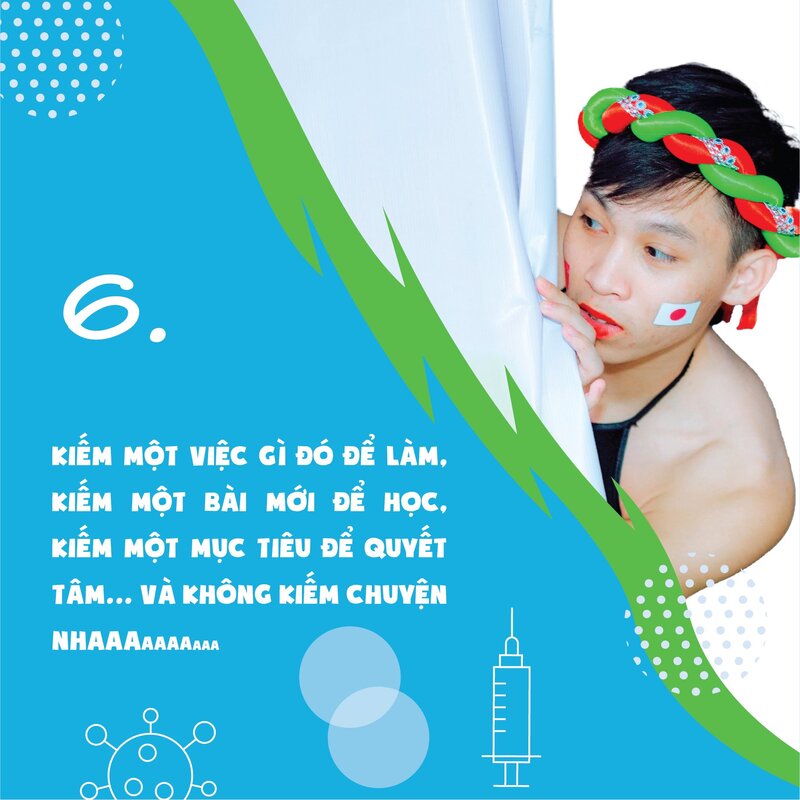 6.
KIẾM MỘT VIỆC GÌ ĐÓ ĐỂ LÀM,
KIẾM MỘT BÀI MỚI ĐỂ HỌC,
KIẾM MỘT MỤC TIÊU ĐỂ QUYẾT
TÂM... VÀ KHÔNG KIẾM CHUYỆN
NHAAAAAAAAAA